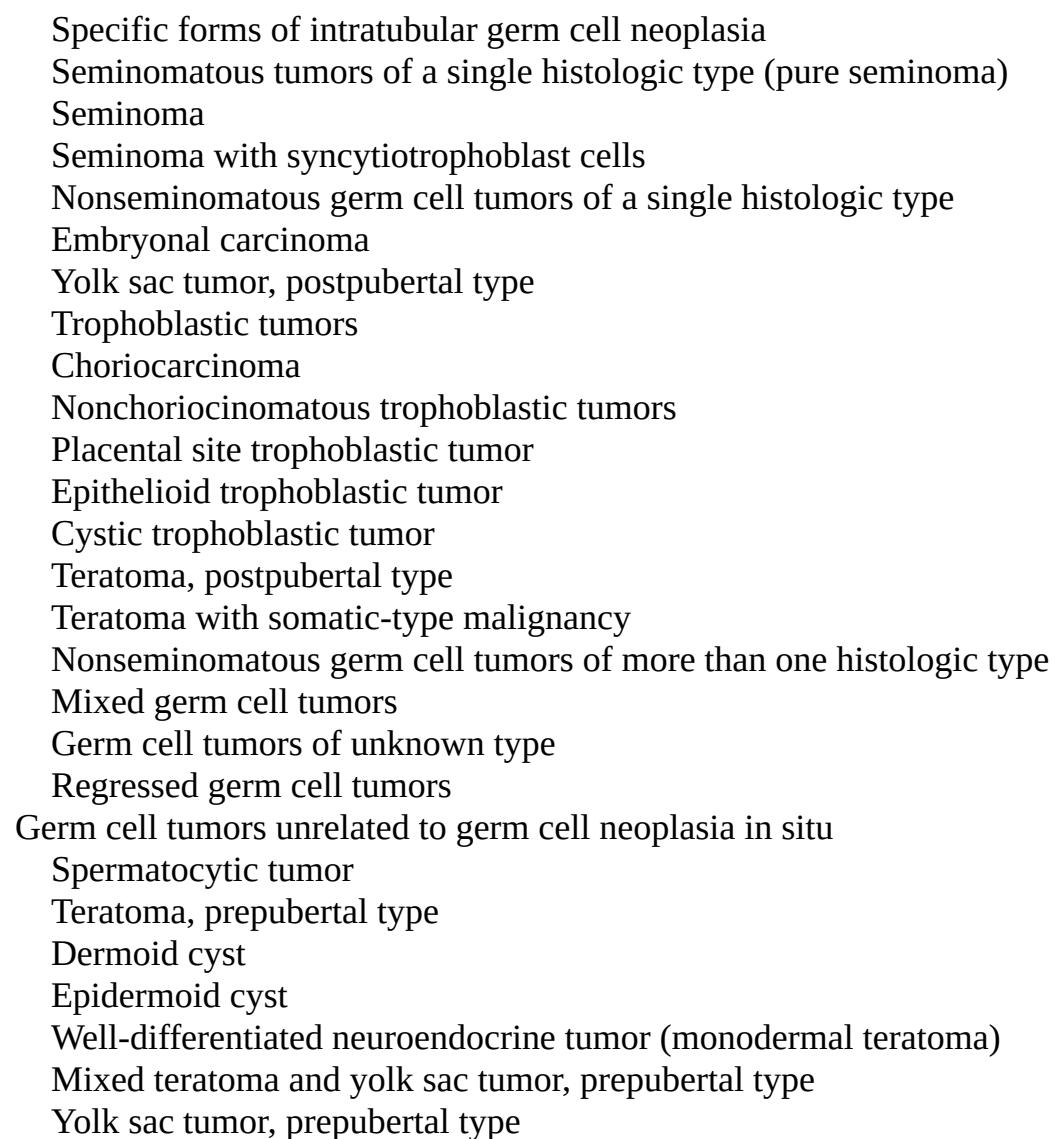 Specific forms of intratubular germ cell neoplasia
Seminomatous tumors of a single histologic type (pure seminoma)
Seminoma
Seminoma with syncytiotrophoblast cells
Nonseminomatous germ cell tumors of a single histologic type
Embryonal carcinoma
Yolk sac tumor, postpubertal type
Trophoblastic tumors
Choriocarcinoma
Nonchoriocinomatous trophoblastic tumors
Placental site trophoblastic tumor
Epithelioid trophoblastic tumor
Cystic trophoblastic tumor
Teratoma, postpubertal type
Teratoma with somatic-type malignancy
Nonseminomatous germ cell tumors of more than one histologic type
Mixed germ cell tumors
Germ cell tumors of unknown type
Regressed germ cell tumors
Germ cell tumors unrelated to germ cell neoplasia in situ
Spermatocytic tumor
Teratoma, prepubertal type
Dermoid cyst
Epidermoid cyst
Well-differentiated neuroendocrine tumor (monodermal teratoma)
Mixed teratoma and yolk sac tumor, prepubertal type
Yolk sac tumor, prepubertal type